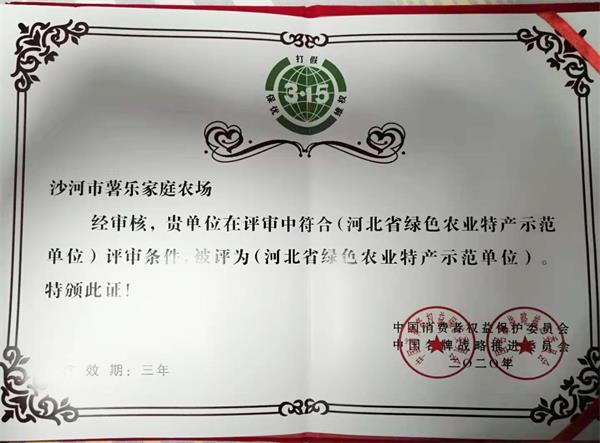 打假
保优
3·15
维权
沙河市薯乐家庭农场
经审核，贵单位在评审中符合(河北省绿色农业特产示范
单位）评审条件，被评为(河北省绿色农业特产示范单位）。
特颁此证！
中国消费者权益保护委员会
中国名牌战略推进委员会
二〇二〇年
效期：三年